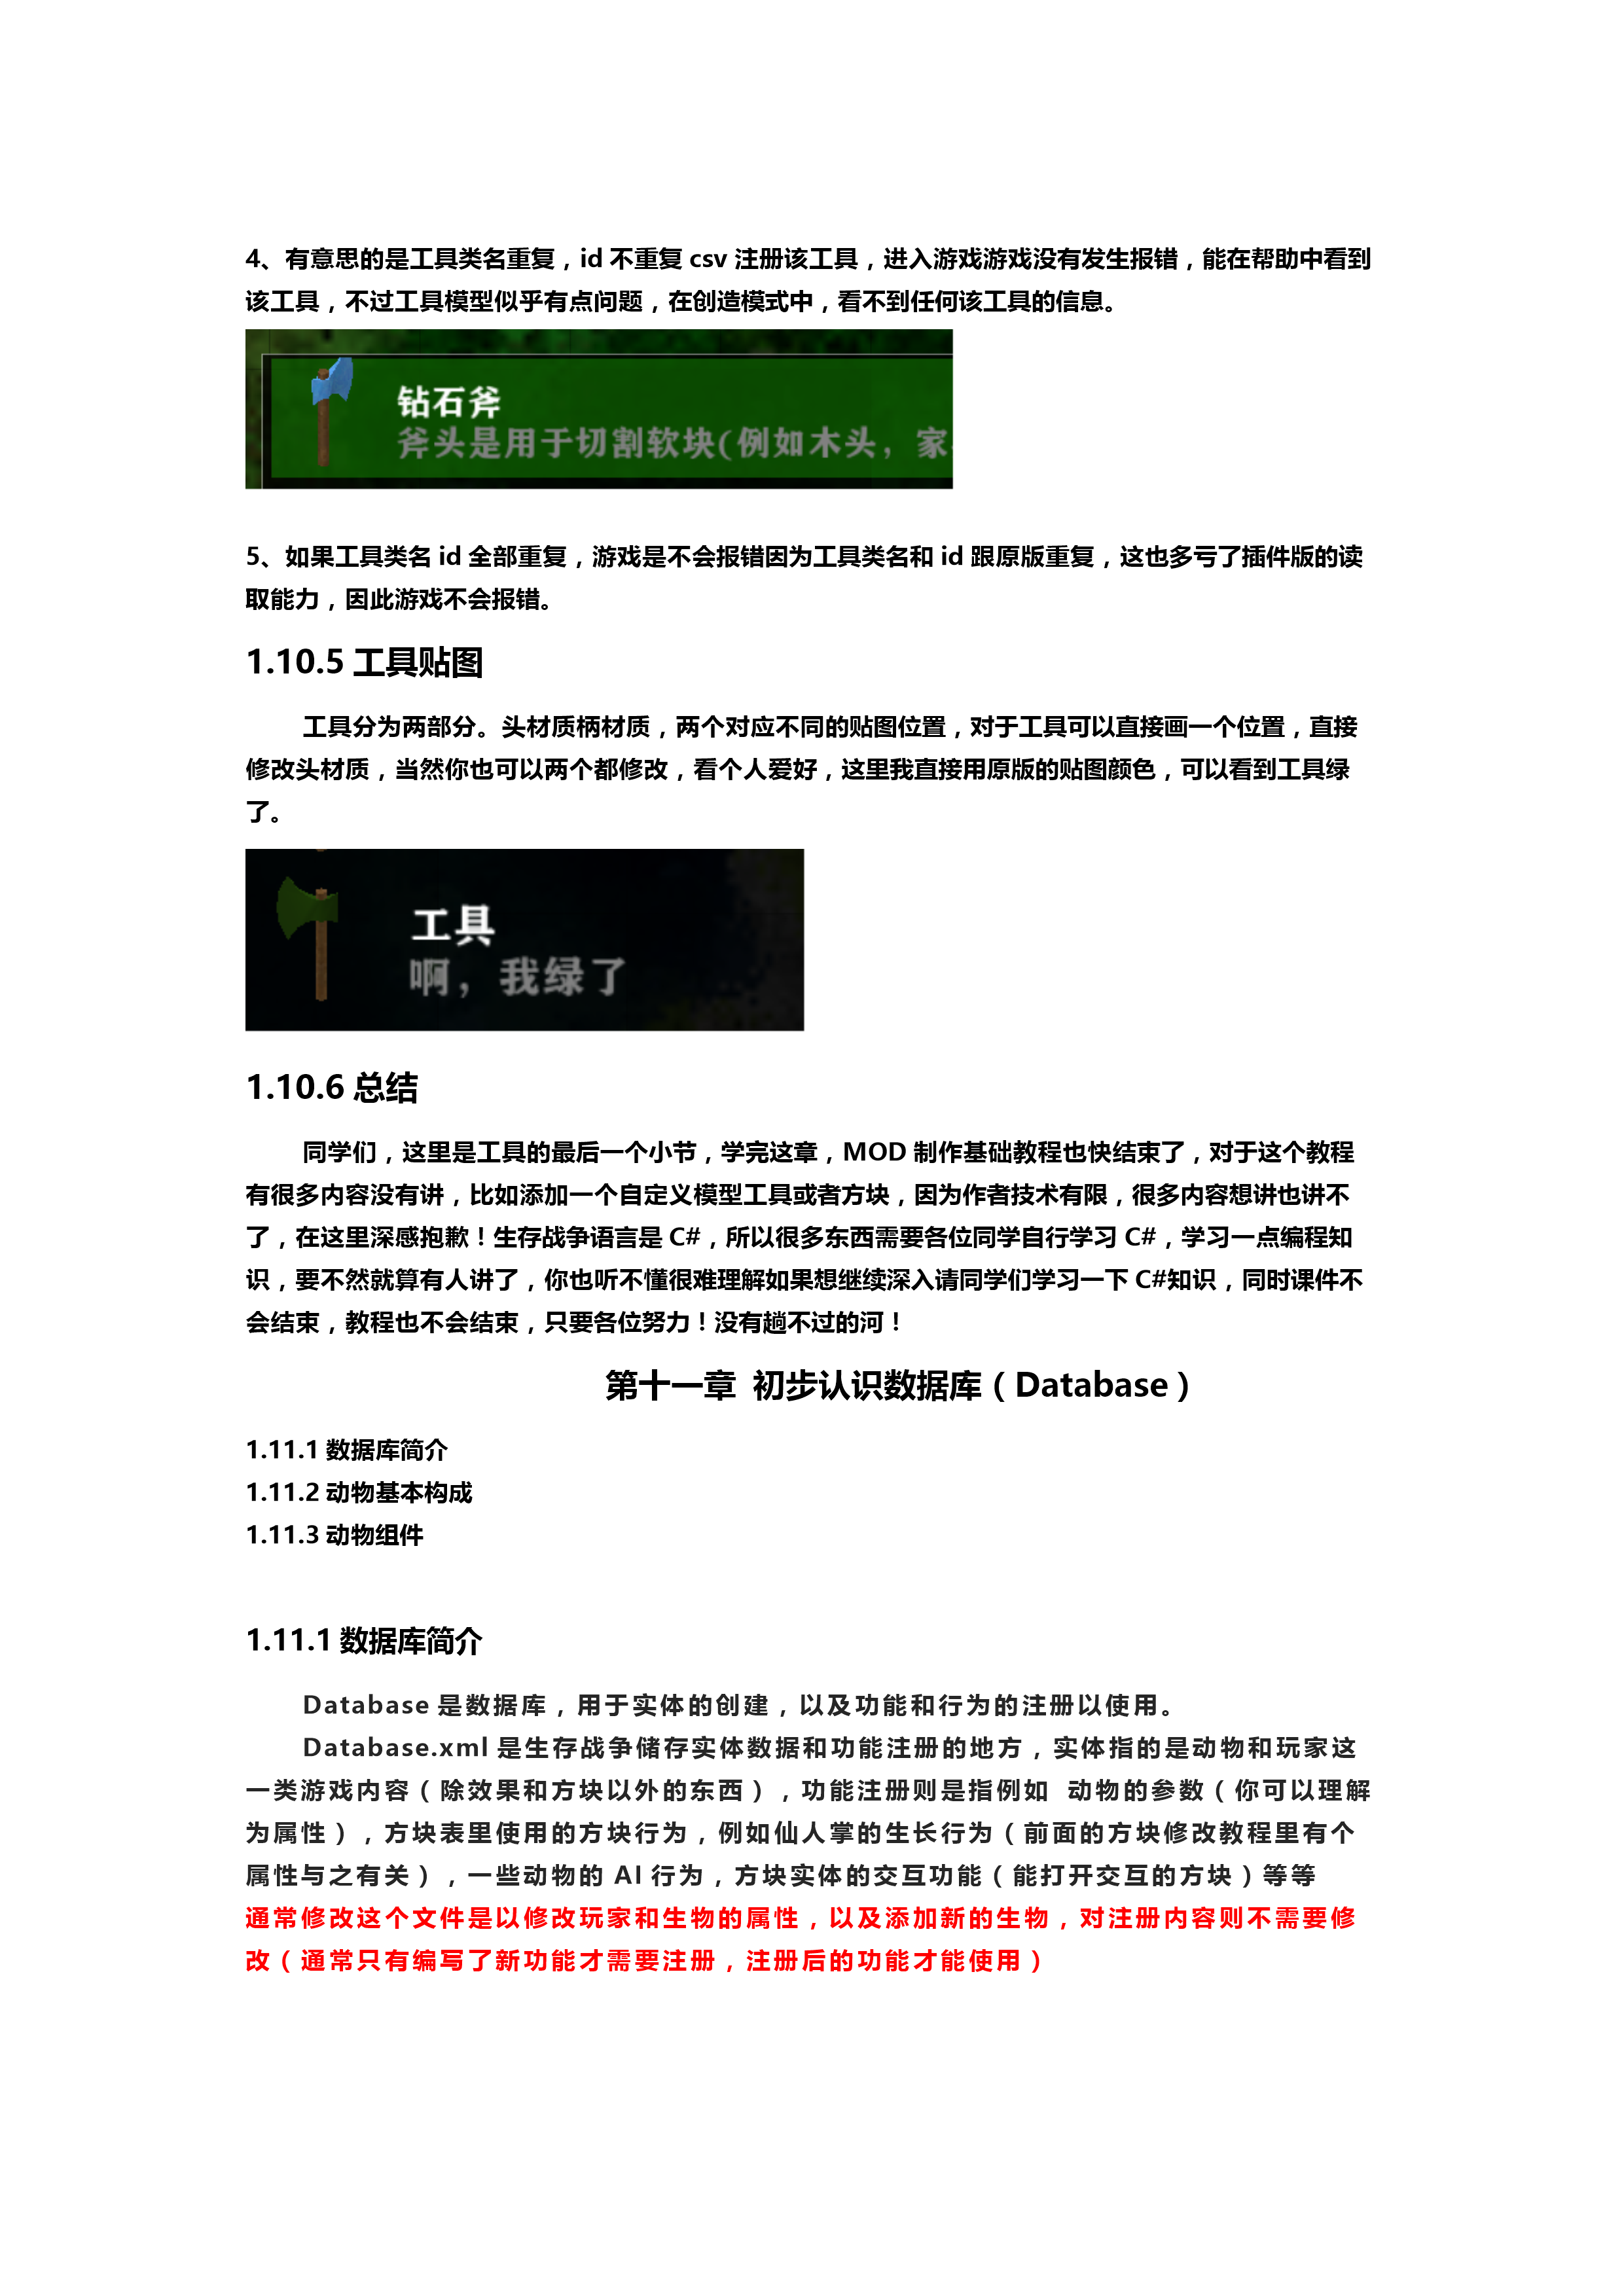 4、有意思的是工具类名重复，id 不重复 csv 注册该工具，进入游戏游戏没有发生报错，能在帮助中看到
该工具，不过工具模型似乎有点问题，在创造模式中，看不到任何该工具的信息。
钻石斧
斧头是用于切割软块(例如木头，家
5、如果工具类名 id 全部重复，游戏是不会报错因为工具类名和 id 跟原版重复，这也多亏了插件版的读
取能力，因此游戏不会报错。
1.10.5 工具贴图
工具分为两部分。头材质柄材质，两个对应不同的贴图位置，对于工具可以直接画一个位置，直接
修改头材质，当然你也可以两个都修改，看个人爱好，这里我直接用原版的贴图颜色，可以看到工具绿
了。
工具
啊，我绿了
1.10.6 总结
同学们，这里是工具的最后一个小节，学完这章，MOD 制作基础教程也快结束了，对于这个教程
有很多内容没有讲，比如添加一个自定义模型工具或者方块，因为作者技术有限，很多内容想讲也讲不
了，在这里深感抱歉！生存战争语言是 C#，所以很多东西需要各位同学自行学习 C#，学习一点编程知
识，要不然就算有人讲了，你也听不懂很难理解如果想继续深入请同学们学习一下 C#知识，同时课件不
会结束，教程也不会结束，只要各位努力！没有趟不过的河！
第十一章 初步认识数据库（Database）
1.11.1 数据库简介
1.11.2 动物基本构成
1.11.3 动物组件
1.11.1 数据库简介
Database 是数据库，用于实体的创建，以及功能和行为的注册以使用。
Database.xml 是生存战争储存实体数据和功能注册的地方，实体指的是动物和玩家这
一类游戏内容（除效果和方块以外的东西），功能注册则是指例如 动物的参数（你可以理解
为属性），方块表里使用的方块行为，例如仙人掌的生长行为（前面的方块修改教程里有个
属性与之有关），一些动物的 AI 行为，方块实体的交互功能（能打开交互的方块）等等
通常修改这个文件是以修改玩家和生物的属性，以及添加新的生物，对注册内容则不需要修
改（通常只有编写了新功能才需要注册，注册后的功能才能使用）